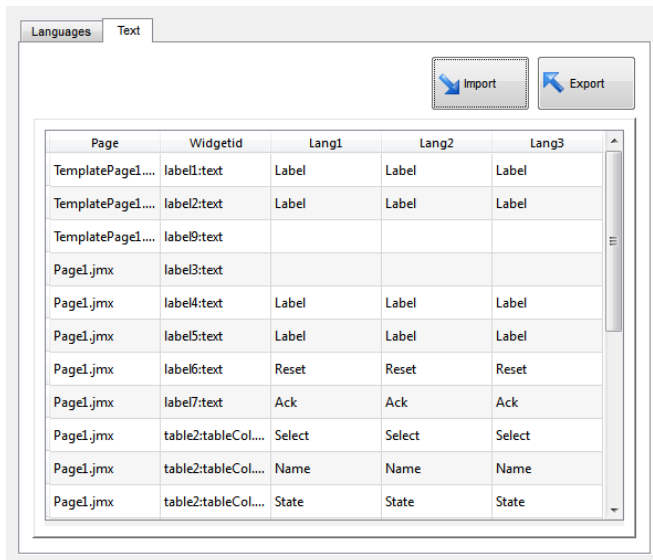 Languages Text
Import Export
Page Widgetid Lang1 Lang2 Lang3
TemplatePage1.... label1:text Label Label Label
TemplatePage1.... label2:text Label Label Label
TemplatePage1.... label9:text
Page1.jmx label3:text
Page1.jmx label4:text Label Label Label
Page1.jmx label5:text Label Label Label
Page1.jmx label6:text Reset Reset Reset
Page1.jmx label7:text Ack Ack Ack
Page1.jmx table2:tableCol.... Select Select Select
Page1.jmx table2:tableCol.... Name Name Name
Page1.jmx table2:tableCol.... State State State